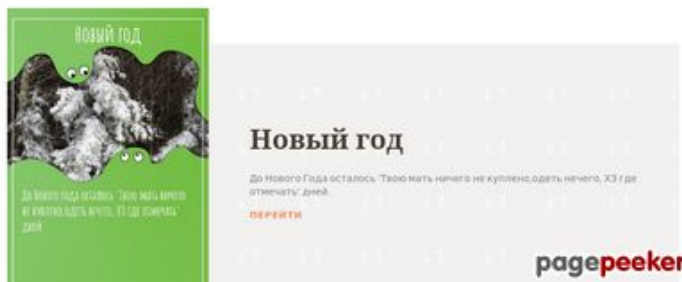 Новый год
До Нового Года осталось "Твою мать ничего
не куплено,одеть нечего, ХЗ где отмечать"
дней
Новый год
До Нового Года осталось "Твою мать ничего не куплено,одеть нечего, ХЗ где
отмечать" дней.
ПЕРЕЙТИ
pagepeeker